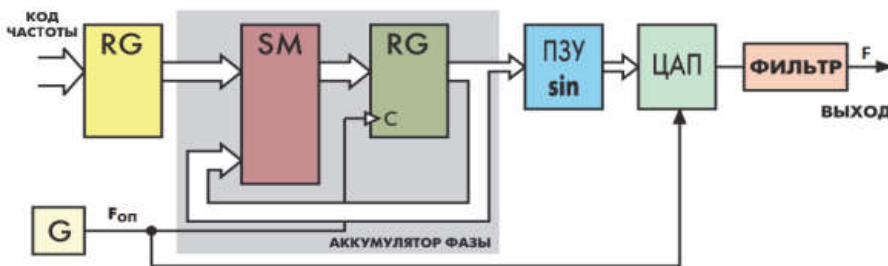 КОД
ЧАСТОТЫ
RG
SM
RG
C
ПЗУ
sin
ЦАП
ФИЛЬТР
F
ВЫХОД
G
Fоп
АККУМУЛЯТОР ФАЗЫ